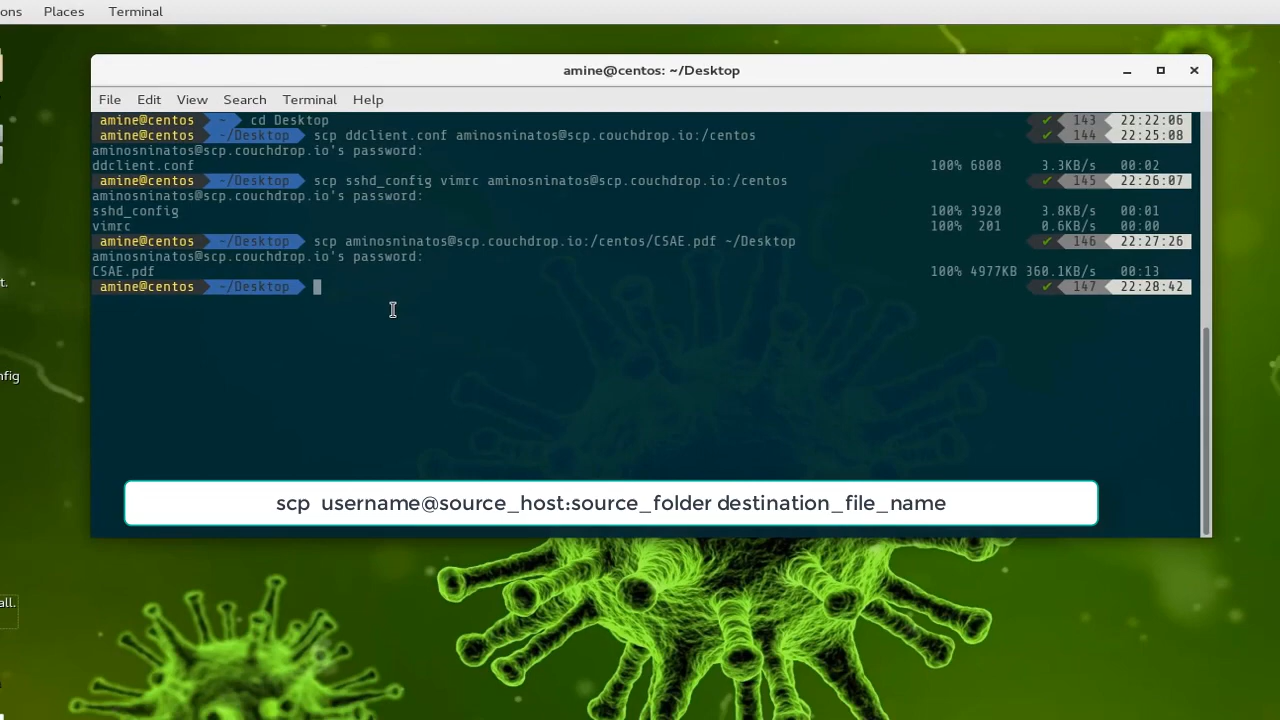 ons Places Terminal
amine@centos: ~/Desktop
File Edit View Search Terminal Help
amine@centos ~ cd Desktop ✔ 143 22:22:06
amine@centos ~/Desktop scp ddclient.conf aminosninatos@scp.couchdrop.io:/centos ✔ 144 22:25:08
aminosninatos@scp.couchdrop.io's password:
ddclient.conf 100% 6808 3.3KB/s 00:02
amine@centos ~/Desktop scp sshd_config vimrc aminosninatos@scp.couchdrop.io:/centos ✔ 145 22:26:07
aminosninatos@scp.couchdrop.io's password:
sshd_config 100% 3920 3.8KB/s 00:01
vimrc 100% 201 0.6KB/s 00:00
amine@centos ~/Desktop scp aminosninatos@scp.couchdrop.io:/centos/CSAE.pdf ~/Desktop ✔ 146 22:27:26
aminosninatos@scp.couchdrop.io's password:
CSAE.pdf 100% 4977KB 360.1KB/s 00:13
amine@centos ~/Desktop ✔ 147 22:28:42
t.
nfig
scp username@source_host:source_folder destination_file_name
all.